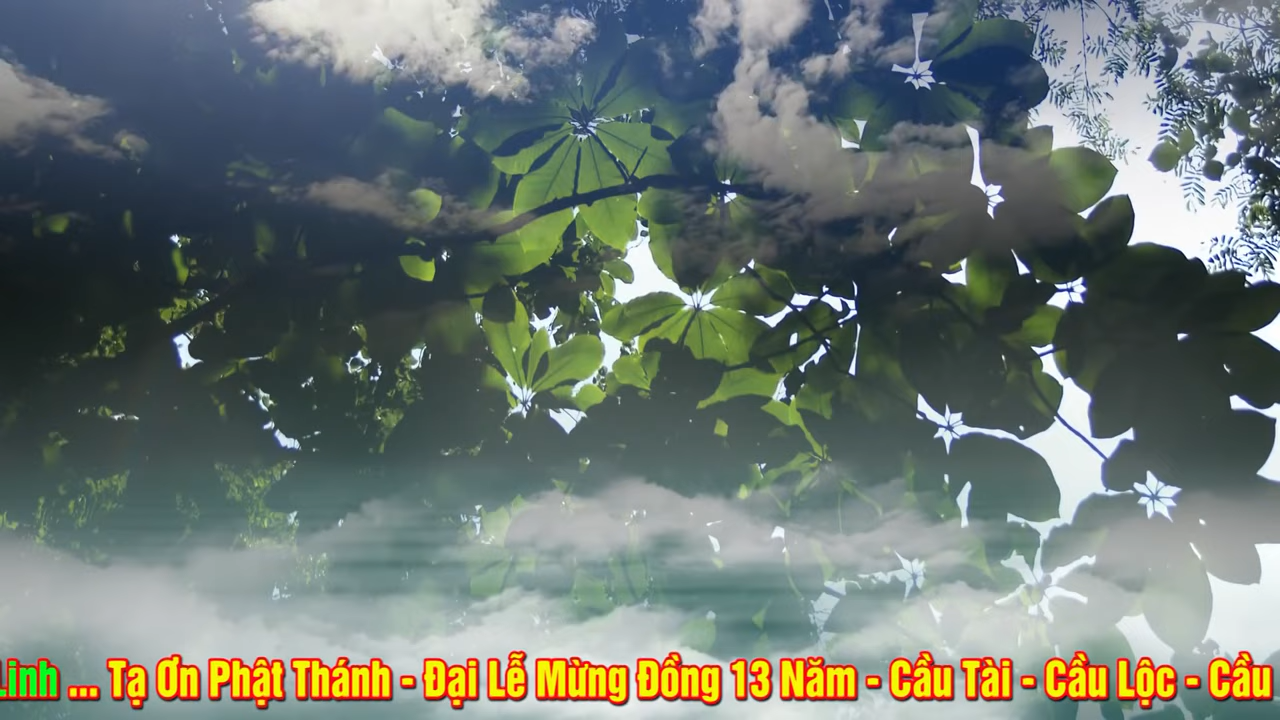 Linh ... Tạ Ơn Phật Thánh - Đại Lễ Mừng Đồng 13 Năm - Cầu Tài - Cầu Lộc - Cầu